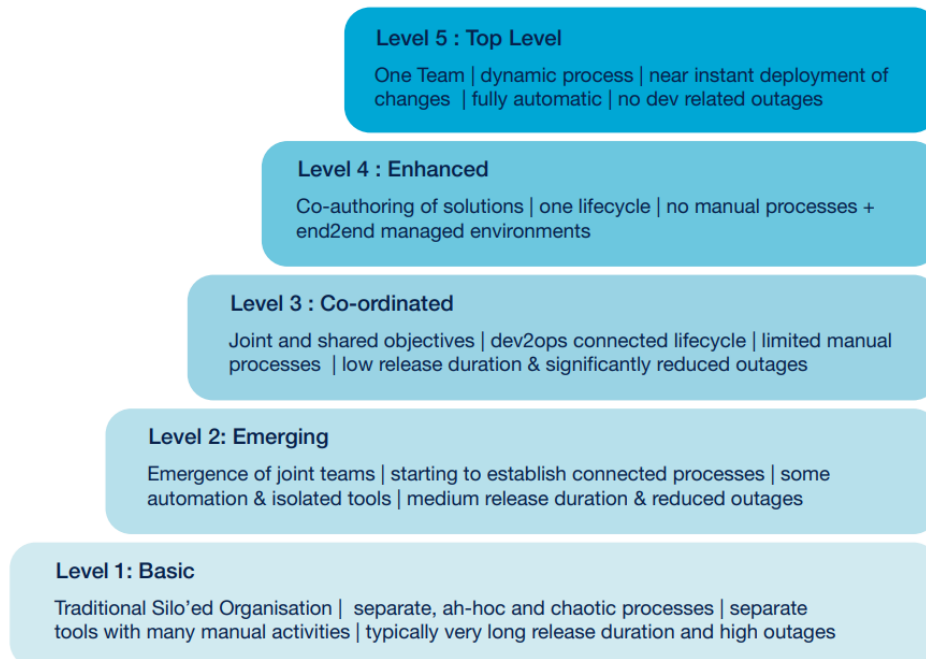 Level 5 : Top Level
One Team | dynamic process | near instant deployment of
changes | fully automatic | no dev related outages
Level 4 : Enhanced
Co-authoring of solutions | one lifecycle | no manual processes +
end2end managed environments
Level 3 : Co-ordinated
Joint and shared objectives | dev2ops connected lifecycle | limited manual
processes | low release duration & significantly reduced outages
Level 2: Emerging
Emergence of joint teams | starting to establish connected processes | some
automation & isolated tools | medium release duration & reduced outages
Level 1: Basic
Traditional Silo'ed Organisation | separate, ah-hoc and chaotic processes | separate
tools with many manual activities | typically very long release duration and high outages